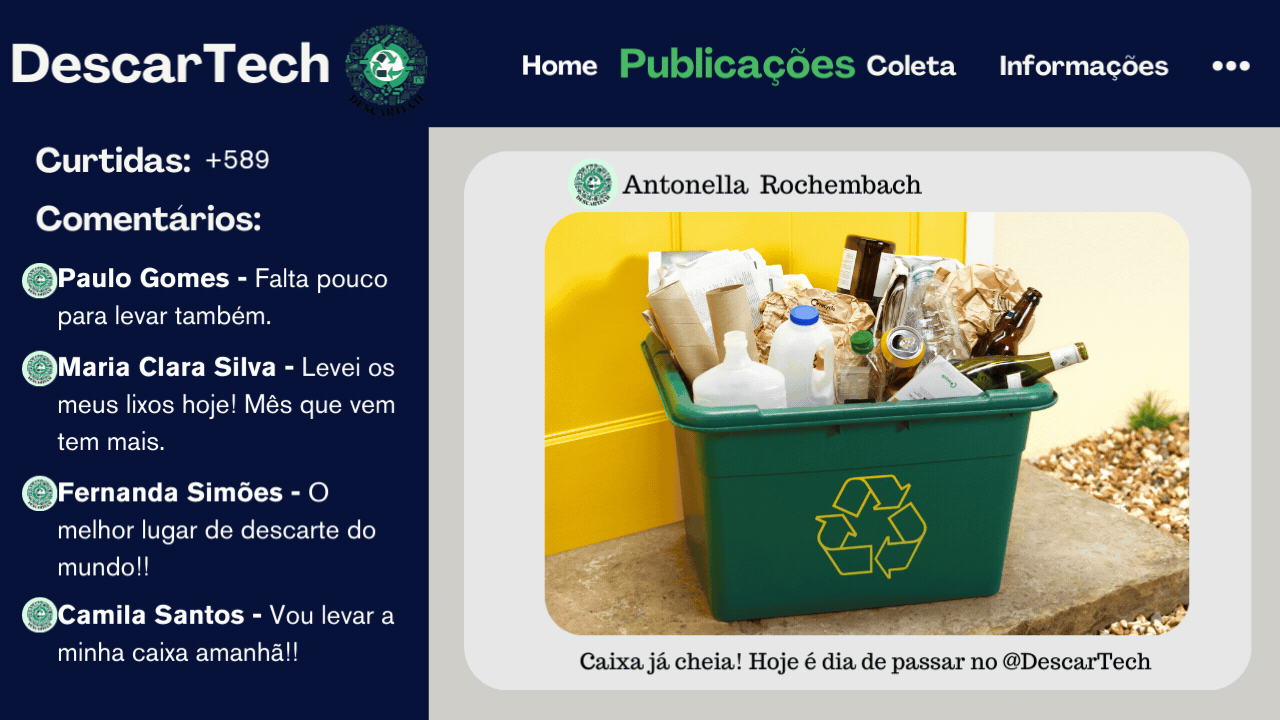 DescarTech
DESCARTECH
Home Publicações Coleta Informações •••
Curtidas: +589
Comentários:
Paulo Gomes - Falta pouco
para levar também.
Maria Clara Silva - Levei os
meus lixos hoje! Mês que vem
tem mais.
Fernanda Simões - O
melhor lugar de descarte do
mundo!!
Camila Santos - Vou levar a
minha caixa amanhã!!
Antonella Rochembach
Caixa já cheia! Hoje é dia de passar no @DescarTech